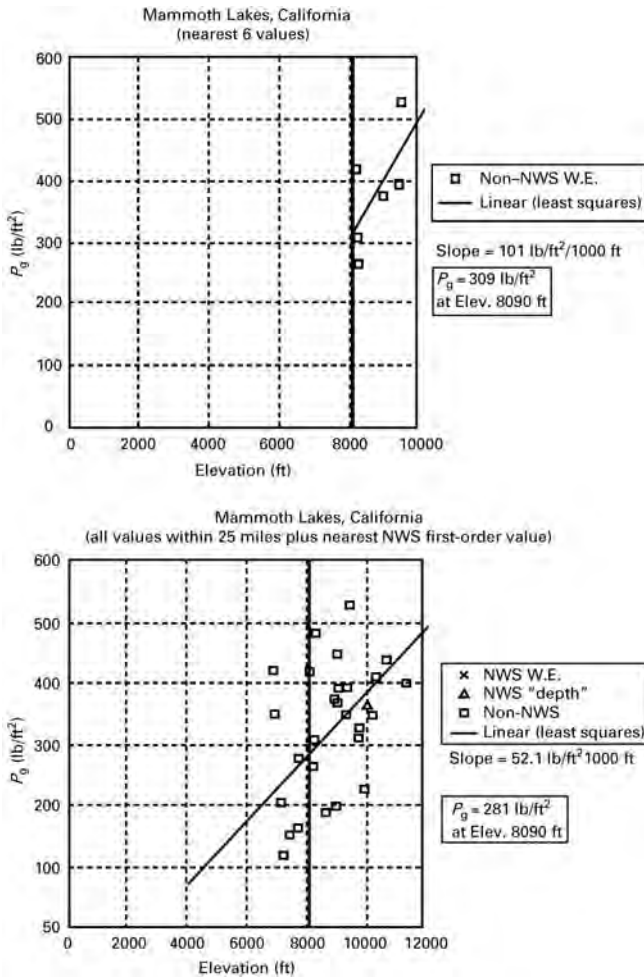 Mammoth Lakes, California
(nearest 6 values)
600
500
400
300
200
100
0
P_g (lb/ft²)
0 2000 4000 6000 8000 10000
Elevation (ft)
Non–NWS W.E.
Linear (least squares)
Slope = 101 lb/ft²/1000 ft
P_g = 309 lb/ft²
at Elev. 8090 ft
Mammoth Lakes, California
(all values within 25 miles plus nearest NWS first-order value)
600
500
400
300
200
100
50
P_g (lb/ft²)
0 2000 4000 6000 8000 10000 12000
Elevation (ft)
NWS W.E.
NWS "depth"
Non-NWS
Linear (least squares)
Slope = 52.1 lb/ft² 1000 ft
P_g = 281 lb/ft²
at Elev. 8090 ft